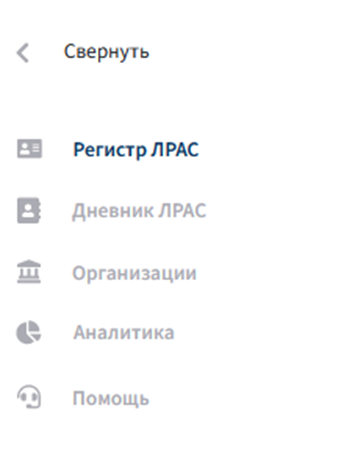 Свернуть
Регистр ЛРАС
Дневник ЛРАС
Организации
Аналитика
Помощь